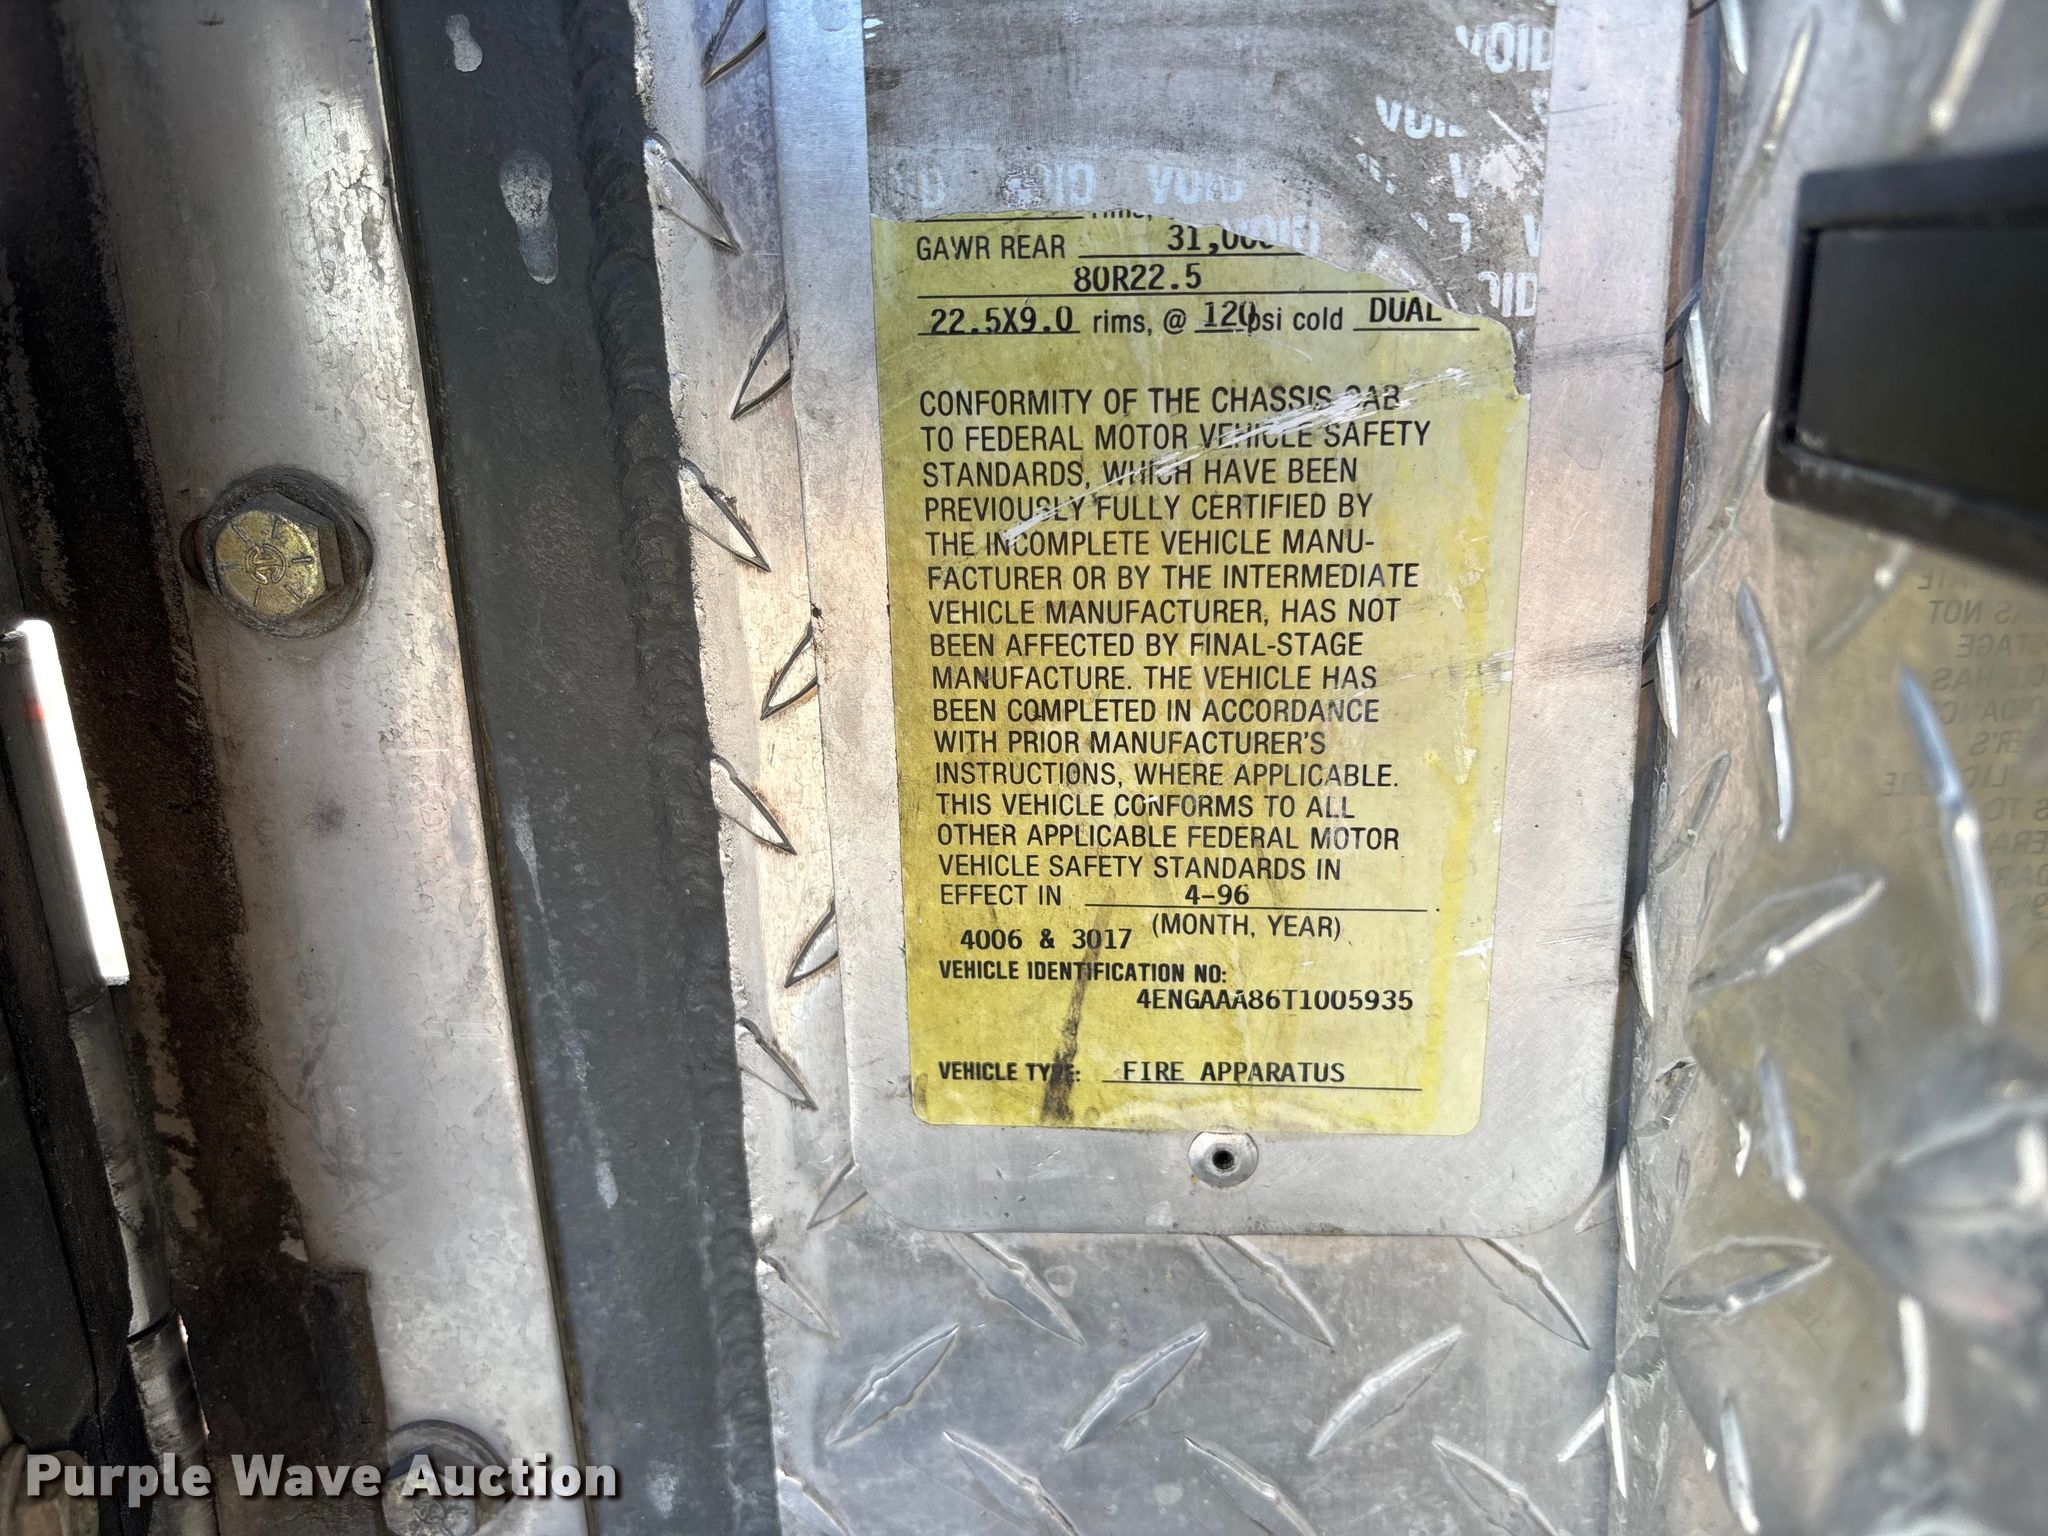 VOID
VOID
VOID
GAWR REAR 31,000
80R22.5
22.5X9.0 rims, @ 120 psi cold DUAL
CONFORMITY OF THE CHASSIS-CAB
TO FEDERAL MOTOR VEHICLE SAFETY
STANDARDS, WHICH HAVE BEEN
PREVIOUSLY FULLY CERTIFIED BY
THE INCOMPLETE VEHICLE MANU-
FACTURER OR BY THE INTERMEDIATE
VEHICLE MANUFACTURER, HAS NOT
BEEN AFFECTED BY FINAL-STAGE
MANUFACTURE. THE VEHICLE HAS
BEEN COMPLETED IN ACCORDANCE
WITH PRIOR MANUFACTURER'S
INSTRUCTIONS, WHERE APPLICABLE.
THIS VEHICLE CONFORMS TO ALL
OTHER APPLICABLE FEDERAL MOTOR
VEHICLE SAFETY STANDARDS IN
EFFECT IN 4-96.
(MONTH, YEAR)
4006 & 3017
VEHICLE IDENTIFICATION NO:
4ENGAAA86T1005935
VEHICLE TYPE: FIRE APPARATUS
Purple Wave Auction